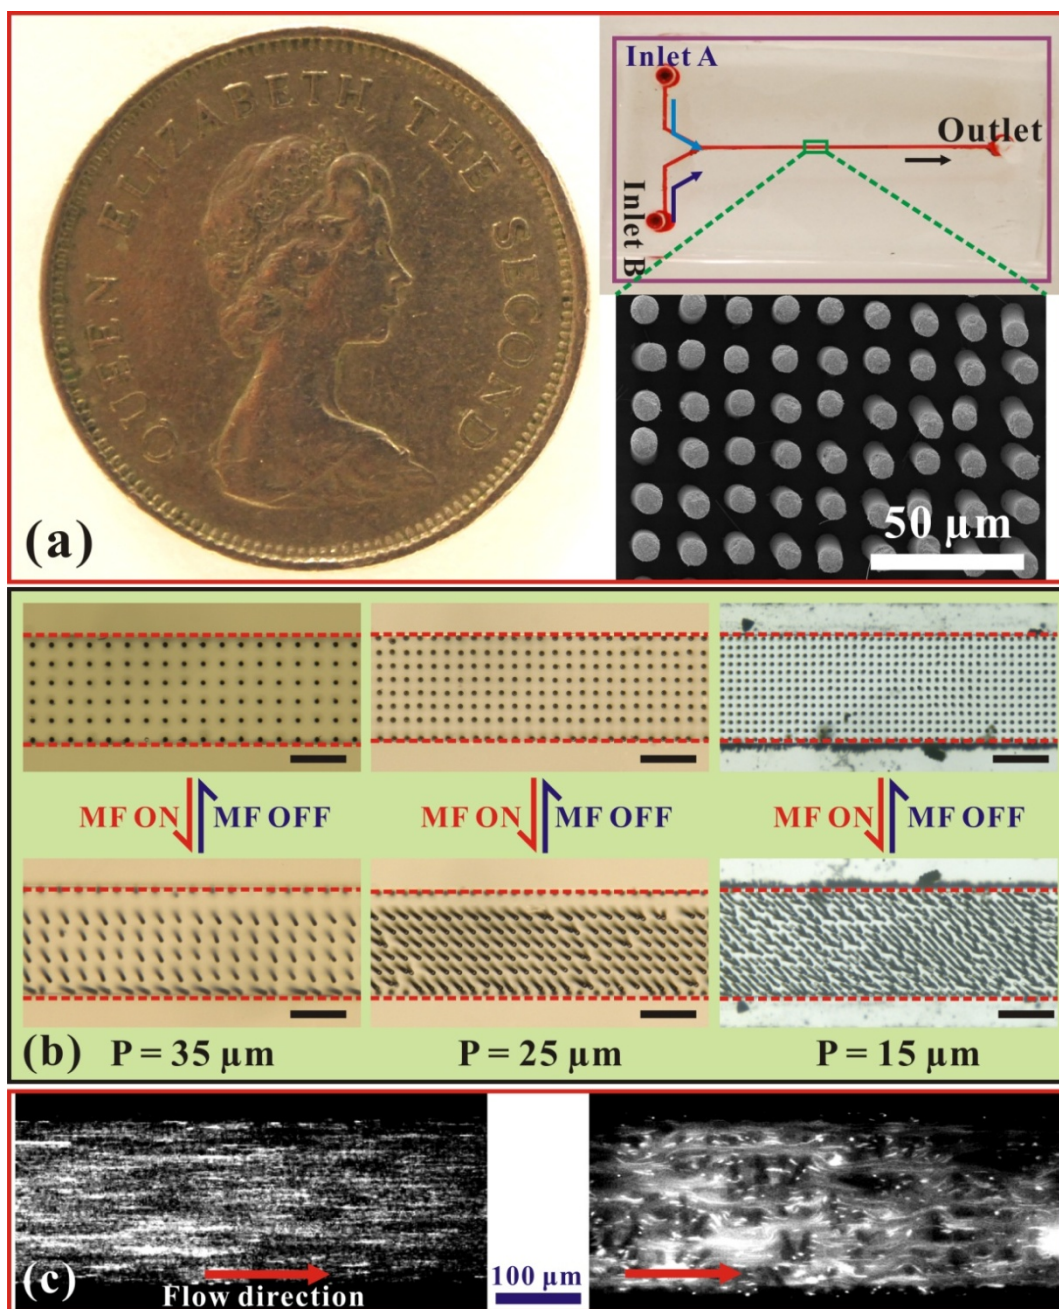 QUEEN ELIZABETH THE SECOND
Inlet A
Outlet
Inlet B
50 μm
(a)
MF ON
MF OFF
MF ON
MF OFF
MF ON
MF OFF
(b)
P = 35 μm
P = 25 μm
P = 15 μm
(c)
Flow direction
100 μm